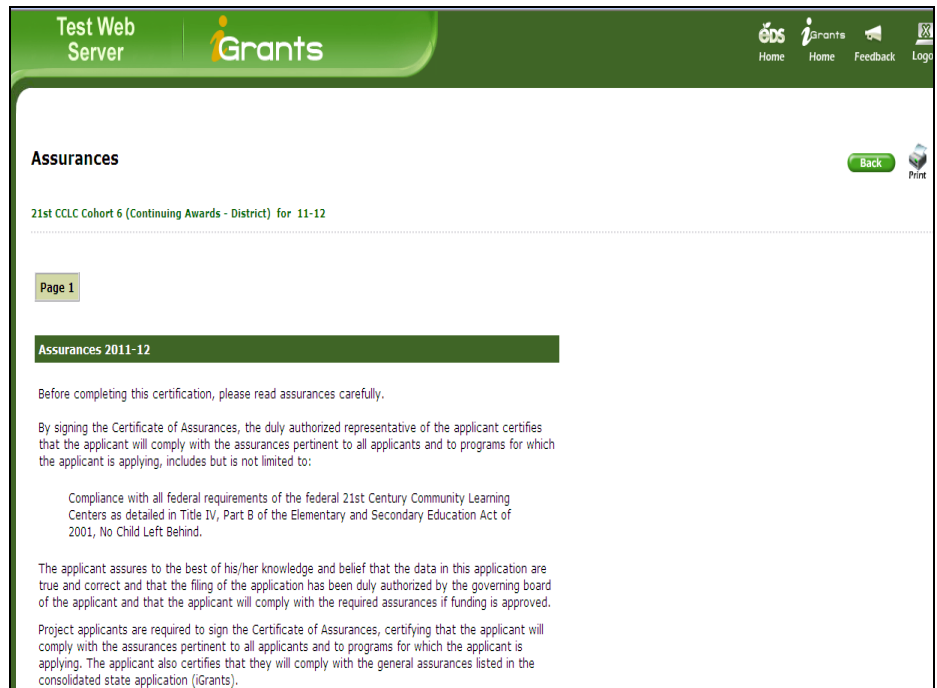 Test Web
Server
iGrants
EDS
Home
iGrants
Home
Feedback
Logo
Assurances
Back
Print
21st CCLC Cohort 6 (Continuing Awards - District) for 11-12
Page 1
Assurances 2011-12
Before completing this certification, please read assurances carefully.
By signing the Certificate of Assurances, the duly authorized representative of the applicant certifies
that the applicant will comply with the assurances pertinent to all applicants and to programs for which
the applicant is applying, includes but is not limited to:
Compliance with all federal requirements of the federal 21st Century Community Learning
Centers as detailed in Title IV, Part B of the Elementary and Secondary Education Act of
2001, No Child Left Behind.
The applicant assures to the best of his/her knowledge and belief that the data in this application are
true and correct and that the filing of the application has been duly authorized by the governing board
of the applicant and that the applicant will comply with the required assurances if funding is approved.
Project applicants are required to sign the Certificate of Assurances, certifying that the applicant will
comply with the assurances pertinent to all applicants and to programs for which the applicant is
applying. The applicant also certifies that they will comply with the general assurances listed in the
consolidated state application (iGrants).